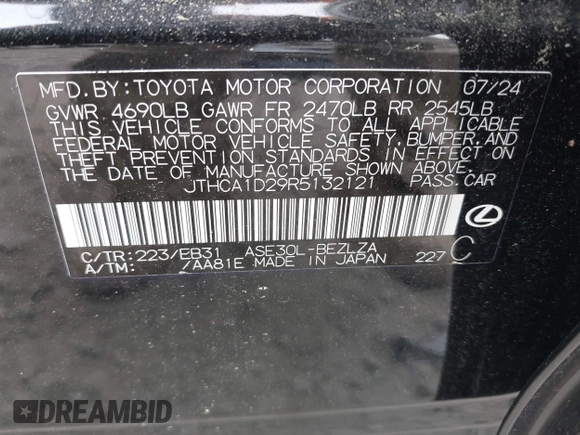 MFD.BY:TOYOTA MOTOR CORPORATION 07/24
GVWR 4690LB GAWR FR 2470LB RR 2545LB
THIS VEHICLE CONFORMS TO ALL APPLICABLE
FEDERAL MOTOR VEHICLE SAFETY,BUMPER,AND
THEFT PREVENTION STANDARDS IN EFFECT ON
THE DATE OF MANUFACTURE SHOWN ABOVE.
JTHCA1D29R5132121 PASS.CAR
C/TR:223/EB31 ASE30L-BEZLZA
A/TM: /AA81E MADE IN JAPAN 227 C
DREAMBID